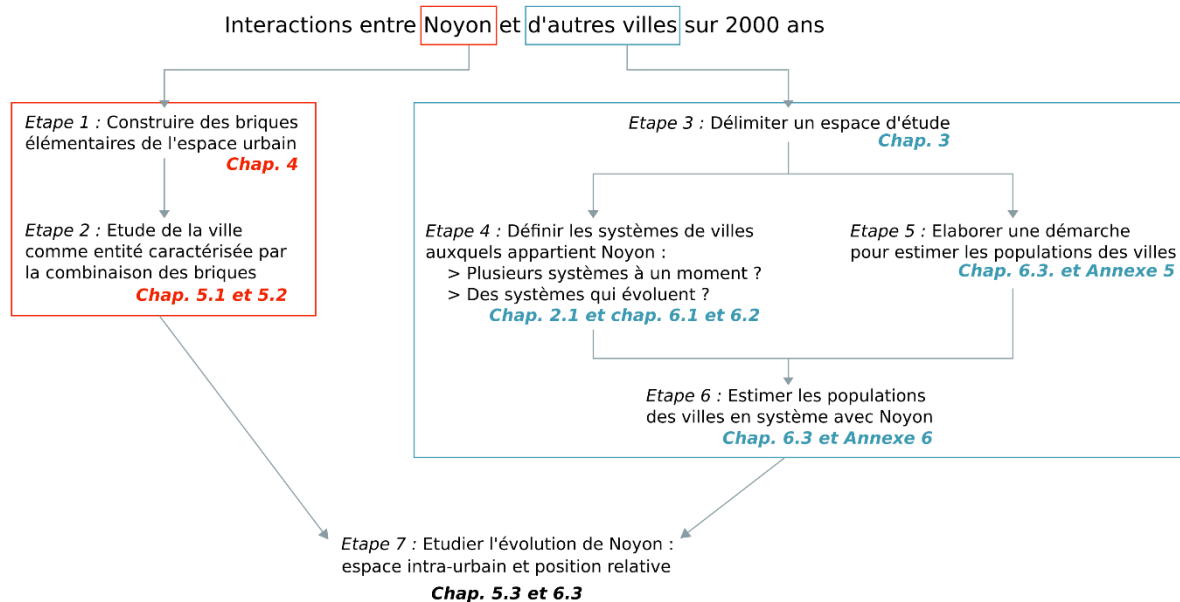 Interactions entre Noyon et d'autres villes sur 2000 ans
Etape 1 : Construire des briques
élémentaires de l'espace urbain
Chap. 4
Etape 2 : Etude de la ville
comme entité caractérisée par
la combinaison des briques
Chap. 5.1 et 5.2
Etape 3 : Délimiter un espace d'étude
Chap. 3
Etape 4 : Définir les systèmes de villes
auxquels appartient Noyon :
> Plusieurs systèmes à un moment ?
> Des systèmes qui évoluent ?
Chap. 2.1 et chap. 6.1 et 6.2
Etape 5 : Elaborer une démarche
pour estimer les populations des villes
Chap. 6.3. et Annexe 5
Etape 6 : Estimer les populations
des villes en système avec Noyon
Chap. 6.3 et Annexe 6
Etape 7 : Etudier l'évolution de Noyon :
espace intra-urbain et position relative
Chap. 5.3 et 6.3